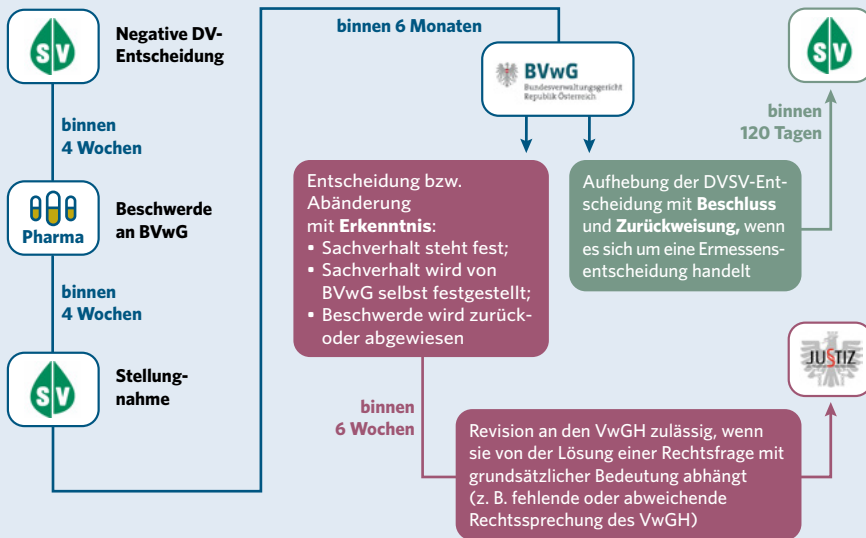 SV
Negative DV-
Entscheidung
binnen
4 Wochen
Pharma
Beschwerde
an BVwG
binnen
4 Wochen
SV
Stellung-
nahme
binnen 6 Monaten
BVwG
Bundesverwaltungsgericht
Republik Österreich
Entscheidung bzw.
Abänderung
mit Erkenntnis:
▪ Sachverhalt steht fest;
▪ Sachverhalt wird von
BVwG selbst festgestellt;
▪ Beschwerde wird zurück-
oder abgewiesen
Aufhebung der DVSV-Ent-
scheidung mit Beschluss
und Zurückweisung, wenn
es sich um eine Ermessens-
entscheidung handelt
binnen
120 Tagen
SV
binnen
6 Wochen
Revision an den VwGH zulässig, wenn
sie von der Lösung einer Rechtsfrage mit
grundsätzlicher Bedeutung abhängt
(z. B. fehlende oder abweichende
Rechtssprechung des VwGH)
JU§TIZ